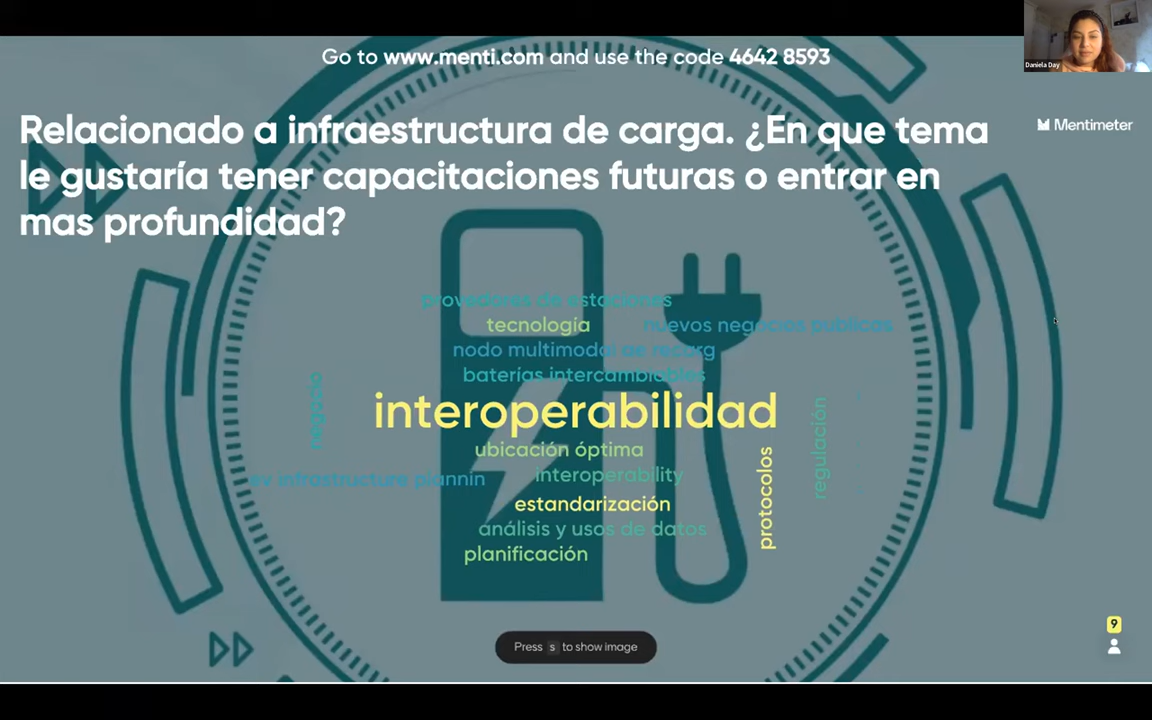 Go to www.menti.com and use the code 4642 8593
Daniela Day
Relacionado a infraestructura de carga. ¿En que tema
le gustaría tener capacitaciones futuras o entrar en
mas profundidad?
Mentimeter
provedores de estaciones
tecnología
nuevos negocios publicos
nodo multimodal de recarg
baterías intercambiables
negocio
interoperabilidad
regulación
ubicación óptima
interoperability
ev infrastructure plannin
protocolos
estandarización
análisis y usos de datos
planificación
9
Press s to show image